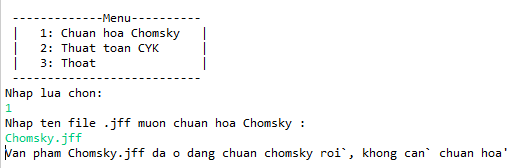 -------------Menu----------
|   1: Chuan hoa Chomsky   |
|   2: Thuat toan CYK      |
|   3: Thoat               |
---------------------------
Nhap lua chon:
1
Nhap ten file .jff muon chuan hoa Chomsky :
Chomsky.jff
Van pham Chomsky.jff da o dang chuan chomsky roi`, khong can` chuan hoa'